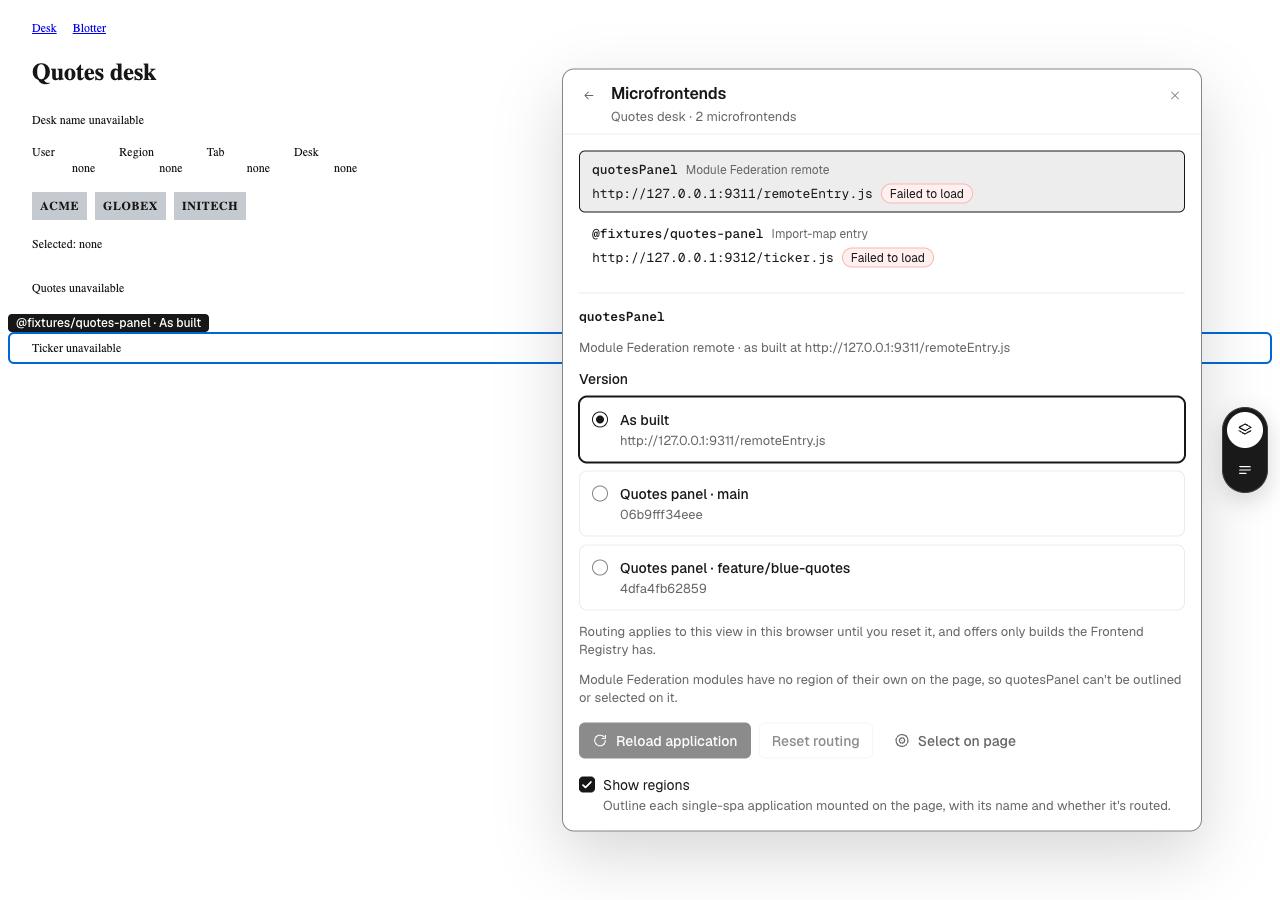 Desk Blotter
Quotes desk
Desk name unavailable
User Region Tab Desk
none none none none
ACME GLOBEX INITECH
Selected: none
Quotes unavailable
@fixtures/quotes-panel · As built
Ticker unavailable
Microfrontends
Quotes desk · 2 microfrontends
quotesPanel Module Federation remote
http://127.0.0.1:9311/remoteEntry.js Failed to load
@fixtures/quotes-panel Import-map entry
http://127.0.0.1:9312/ticker.js Failed to load
quotesPanel
Module Federation remote · as built at http://127.0.0.1:9311/remoteEntry.js
Version
As built
http://127.0.0.1:9311/remoteEntry.js
Quotes panel · main
06b9fff34eee
Quotes panel · feature/blue-quotes
4dfa4fb62859
Routing applies to this view in this browser until you reset it, and offers only builds the Frontend
Registry has.
Module Federation modules have no region of their own on the page, so quotesPanel can't be outlined
or selected on it.
Reload application Reset routing Select on page
Show regions
Outline each single-spa application mounted on the page, with its name and whether it's routed.